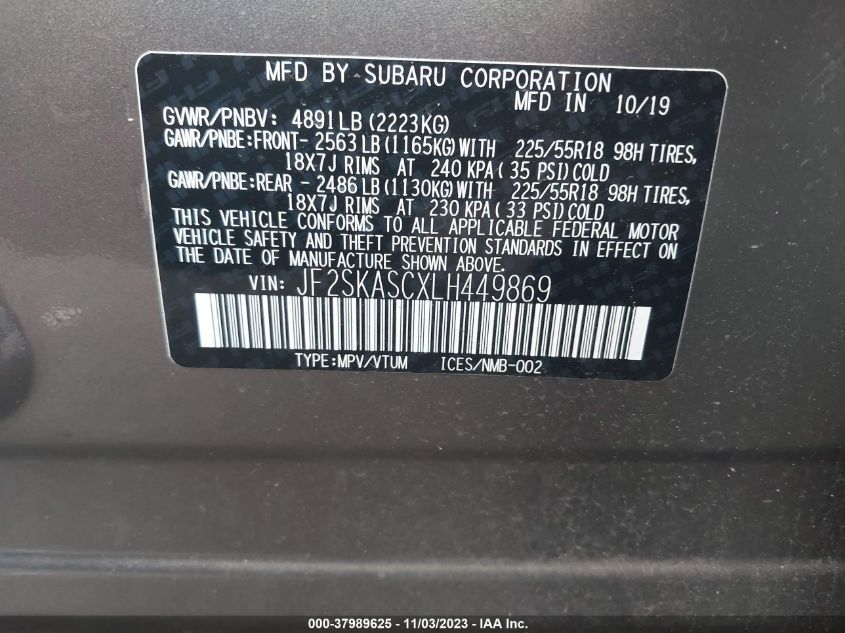 MFD BY SUBARU CORPORATION
MFD IN 10/19
GVWR/PNBV: 4891LB (2223KG)
GAWR/PNBE:FRONT- 2563 LB (1165KG)WITH 225/55R18 98H TIRES,
18X7J RIMS AT 240 KPA ( 35 PSI)COLD
GAWR/PNBE:REAR - 2486 LB (1130KG)WITH 225/55R18 98H TIRES,
18X7J RIMS AT 230 KPA ( 33 PSI)COLD
THIS VEHICLE CONFORMS TO ALL APPLICABLE FEDERAL MOTOR
VEHICLE SAFETY AND THEFT PREVENTION STANDARDS IN EFFECT ON
THE DATE OF MANUFACTURE SHOWN ABOVE.
VIN: JF2SKASCXLH449869
TYPE:MPV/VTUM ICES/NMB-002
000-37989625 - 11/03/2023 - IAA Inc.